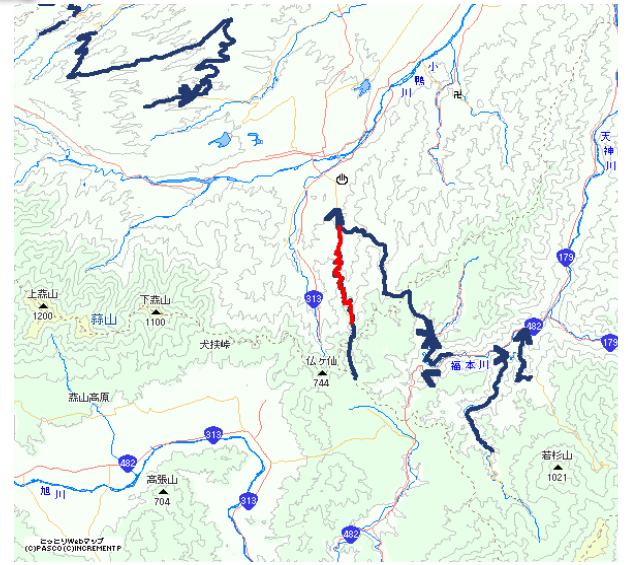 小
鴨
川
卍
天
神
川
179
上蒜山
1200
下蒜山
1100
蒜山
313
482
179
犬挟峠
仏ヶ仙
744
福本川
蒜山高原
313
482
旭川
高張山
704
313
若杉山
1021
482
とっとりWebマップ
(C)PASCO(C)INCREMENT P